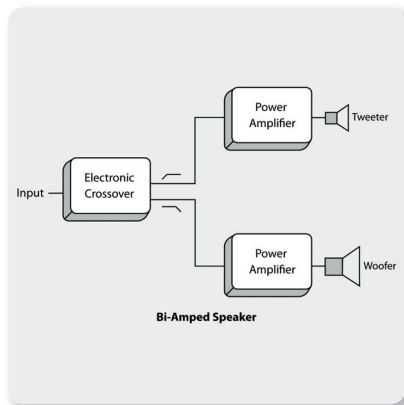 Power
Amplifier
Tweeter
Electronic
Crossover
Input
Power
Amplifier
Woofer
Bi-Amped Speaker